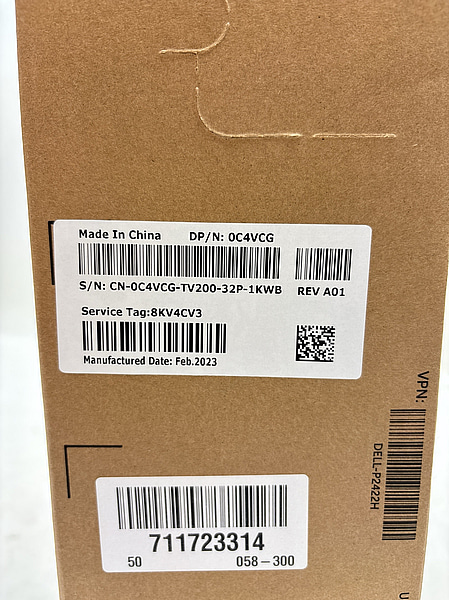 Made In China DP/N: 0C4VCG
S/N: CN-0C4VCG-TV200-32P-1KWB REV A01
Service Tag:8KV4CV3
Manufactured Date: Feb.2023
VPN:
DELL-P2422H
711723314
50 058-300
U